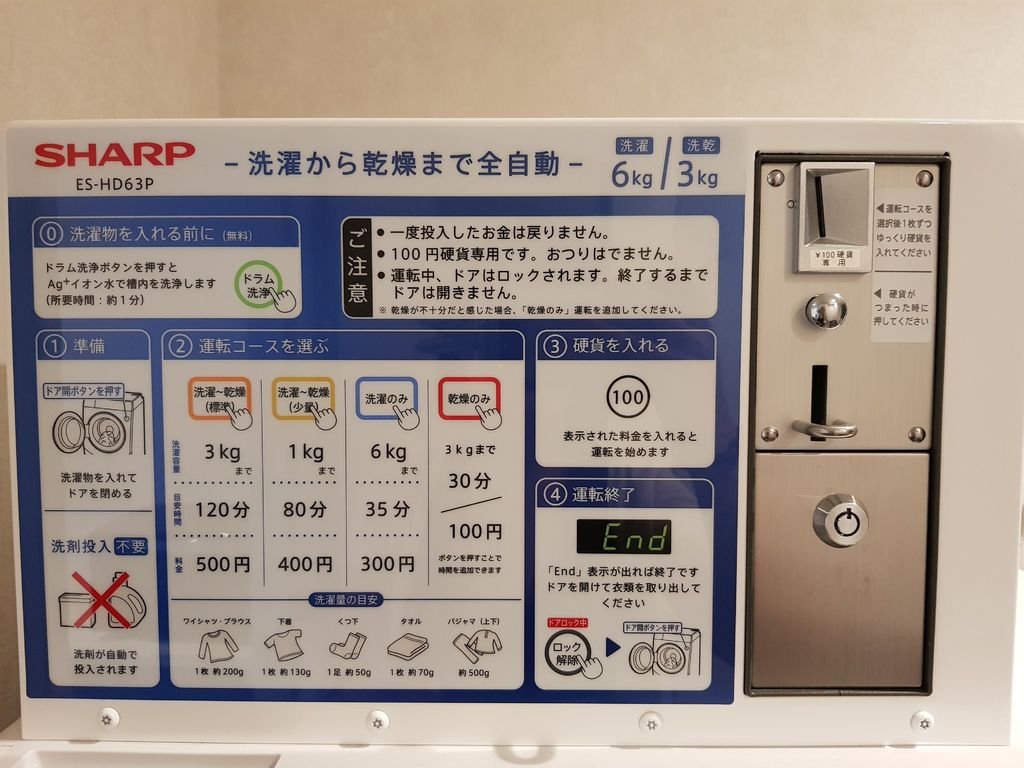 SHARP
ES-HD63P
– 洗濯から乾燥まで全自動 –
洗濯 6kg / 洗乾 3kg
⓪ 洗濯物を入れる前に (無料)
ドラム洗浄ボタンを押すと
Ag⁺イオン水で槽内を洗浄します
(所要時間：約1分)
ドラム
洗浄
ご注意
● 一度投入したお金は戻りません。
● 100円硬貨専用です。おつりはでません。
● 運転中、ドアはロックされます。終了するまで
ドアは開きません。
※ 乾燥が不十分だと感じた場合、「乾燥のみ」運転を追加してください。
① 準備
ドア開ボタンを押す
洗濯物を入れて
ドアを閉める
洗剤投入 不要
洗剤が自動で
投入されます
② 運転コースを選ぶ
洗濯~乾燥
(標準)
洗濯~乾燥
(少量)
洗濯のみ
乾燥のみ
洗濯容量
3kgまで
1kgまで
6kgまで
3kgまで
目安時間
120分
80分
35分
30分
料金
500円
400円
300円
100円
ボタンを押すことで
時間を追加できます
洗濯量の目安
ワイシャツ・ブラウス
下着
くつ下
タオル
パジャマ（上下）
1枚 約200g
1枚 約130g
1足 約50g
1枚 約70g
約500g
③ 硬貨を入れる
100
表示された料金を入れると
運転を始めます
④ 運転終了
End
「End」表示が出れば終了です
ドアを開けて衣類を取り出して
ください
ドアロック中
ロック
解除
ドア開ボタンを押す
¥100硬貨
専用
◀運転コースを
選択後1枚ずつ
ゆっくり硬貨を
入れてください
◀硬貨が
つまった時に
押してください